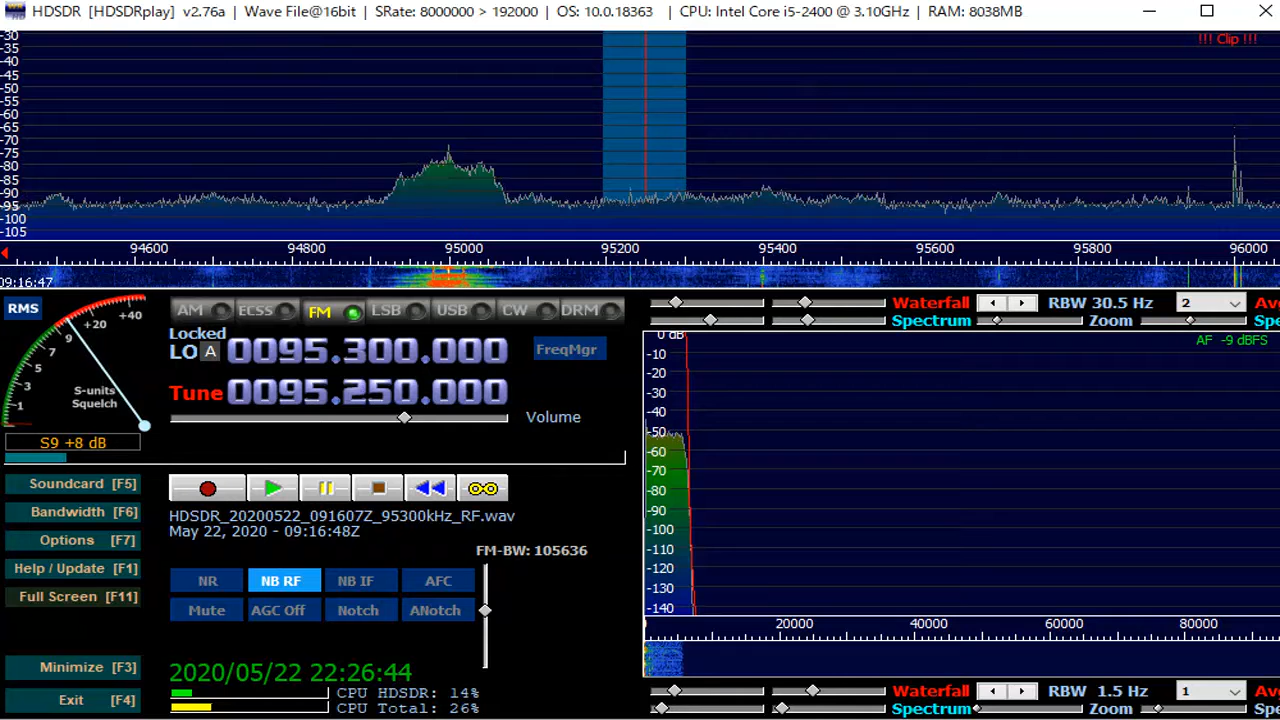 HDSDR [HDSDRplay] v2.76a | Wave File@16bit | SRate: 8000000 > 192000 | OS: 10.0.18363 | CPU: Intel Core i5-2400 @ 3.10GHz | RAM: 8038MB
-30
-35
-40
-45
-50
-55
-60
-65
-70
-75
-80
-85
-90
-95
-100
-105
!!! Clip !!!
94600 94800 95000 95200 95400 95600 95800 96000
09:16:47
RMS
1 3 5 7 9 +20 +40
S-units
Squelch
S9 +8 dB
AM ECSS FM LSB USB CW DRM
Locked
LO A 0095.300.000
FreqMgr
Tune 0095.250.000
Volume
Waterfall RBW 30.5 Hz 2
Spectrum Zoom
Soundcard [F5]
Bandwidth [F6]
Options [F7]
Help / Update [F1]
Full Screen [F11]
Minimize [F3]
Exit [F4]
HDSDR_20200522_091607Z_95300kHz_RF.wav
May 22, 2020 - 09:16:48Z
FM-BW: 105636
NR NB RF NB IF AFC
Mute AGC Off Notch ANotch
2020/05/22 22:26:44
CPU HDSDR: 14%
CPU Total: 26%
0 dB
-10
-20
-30
-40
-50
-60
-70
-80
-90
-100
-110
-120
-130
-140
AF -9 dBFS
20000 40000 60000 80000
Waterfall RBW 1.5 Hz 1
Spectrum Zoom